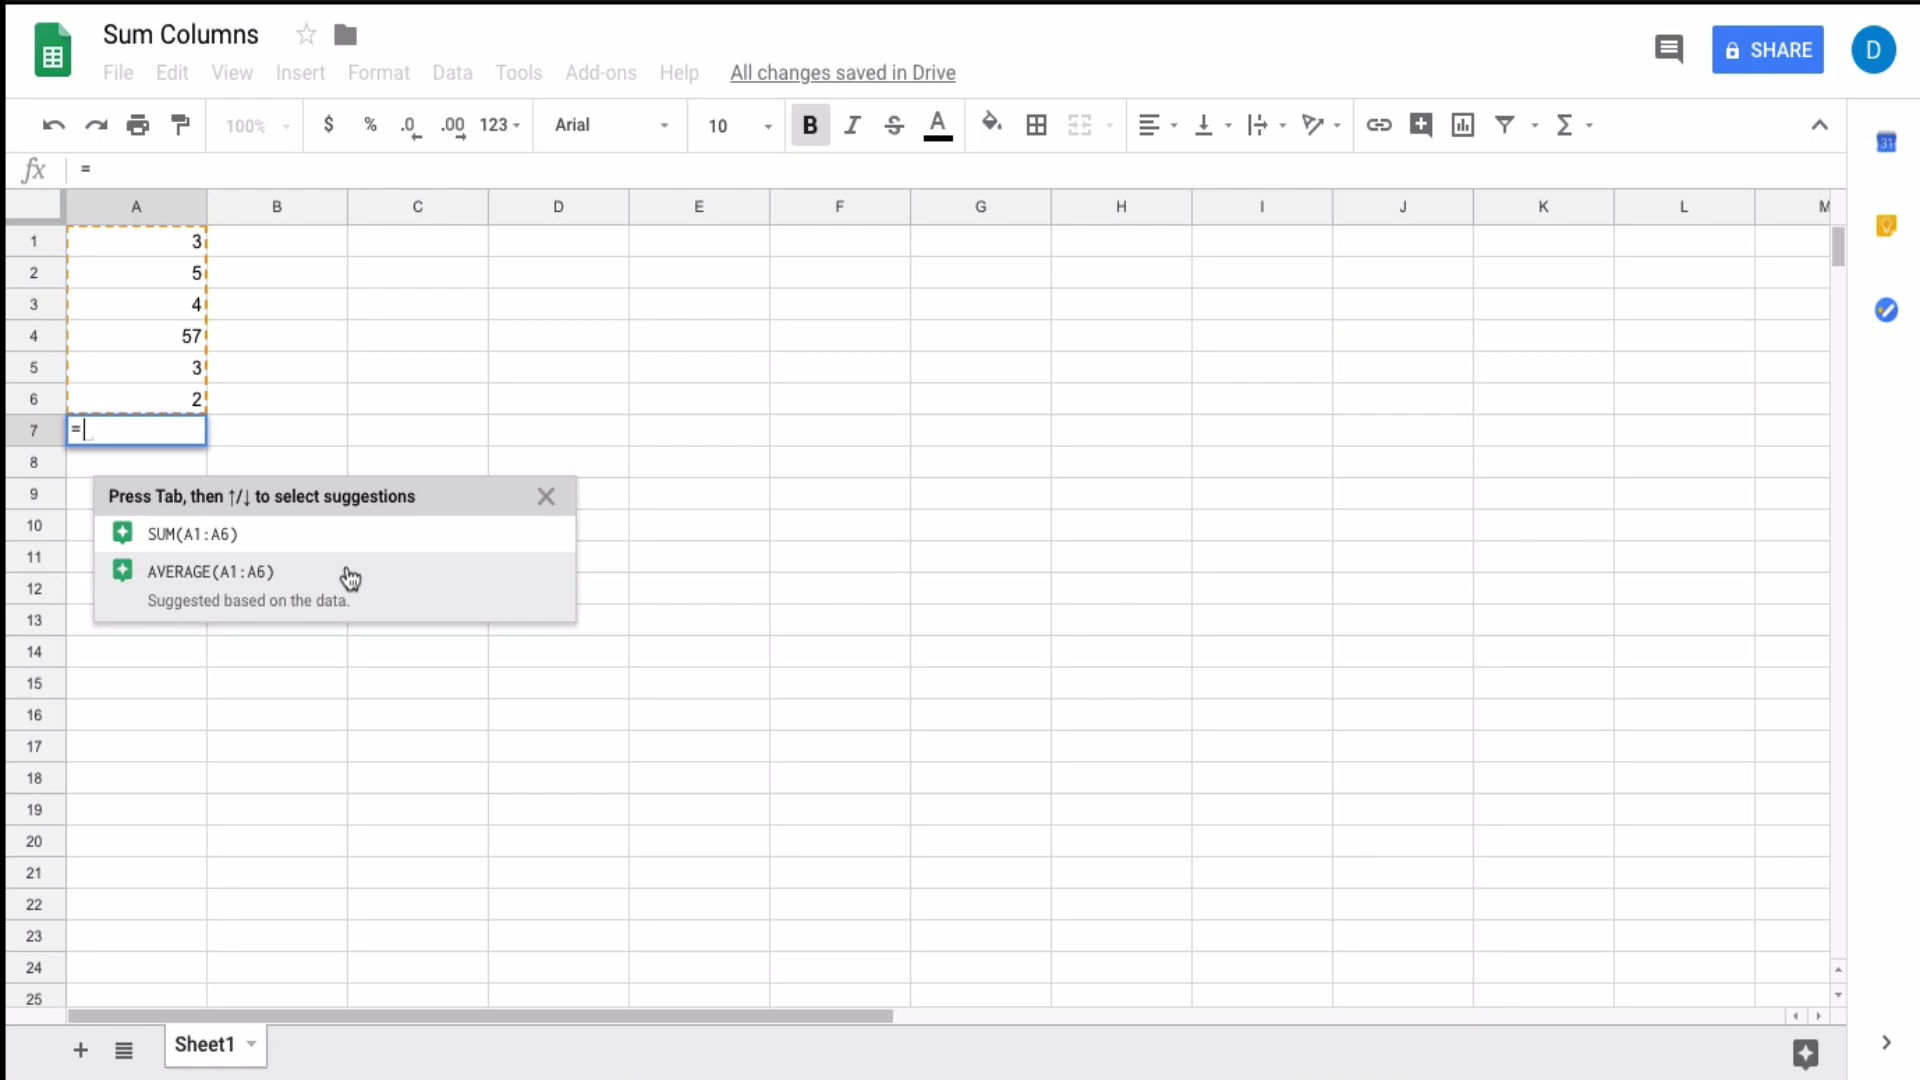 Sum Columns
File Edit View Insert Format Data Tools Add-ons Help All changes saved in Drive
SHARE
D
100% $ % .0 .00 123 Arial 10 B I S A Σ
fx =
A B C D E F G H I J K L M
1 3
2 5
3 4
4 57
5 3
6 2
7 =
8
9
Press Tab, then ↑/↓ to select suggestions
10
SUM(A1:A6)
11
AVERAGE(A1:A6)
12
Suggested based on the data.
13
14
15
16
17
18
19
20
21
22
23
24
25
Sheet1
31